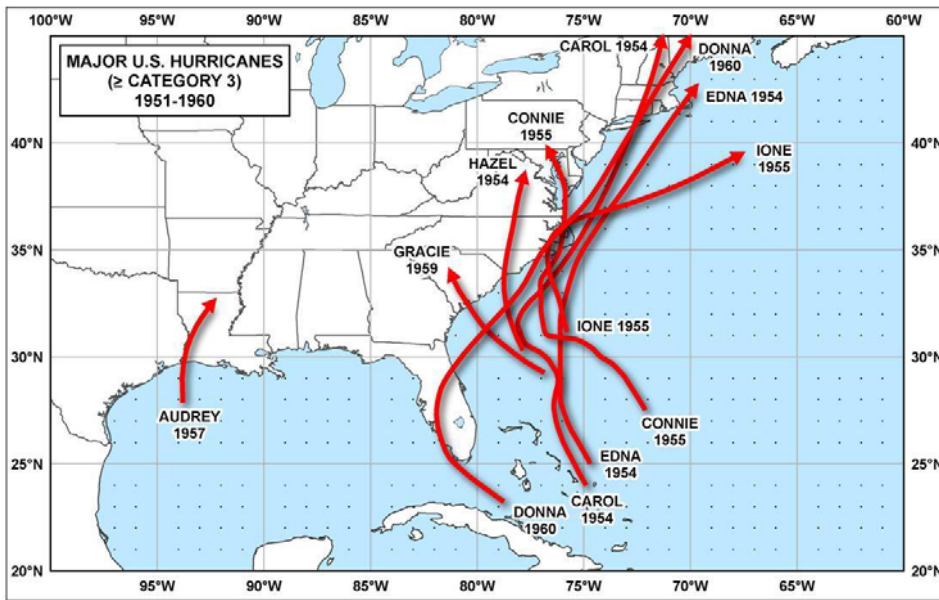 100°W 95°W 90°W 85°W 80°W 75°W 70°W 65°W 60°W
MAJOR U.S. HURRICANES
(≥ CATEGORY 3)
1951-1960
CAROL 1954
DONNA
1960
EDNA 1954
CONNIE
1955
40°N
40°N
HAZEL
1954
IONE
1955
35°N
35°N
GRACIE
1959
IONE 1955
30°N
30°N
AUDREY
1957
CONNIE
1955
EDNA
1954
25°N
25°N
CAROL
1954
DONNA
1960
20°N
20°N
95°W 90°W 85°W 80°W 75°W 70°W 65°W